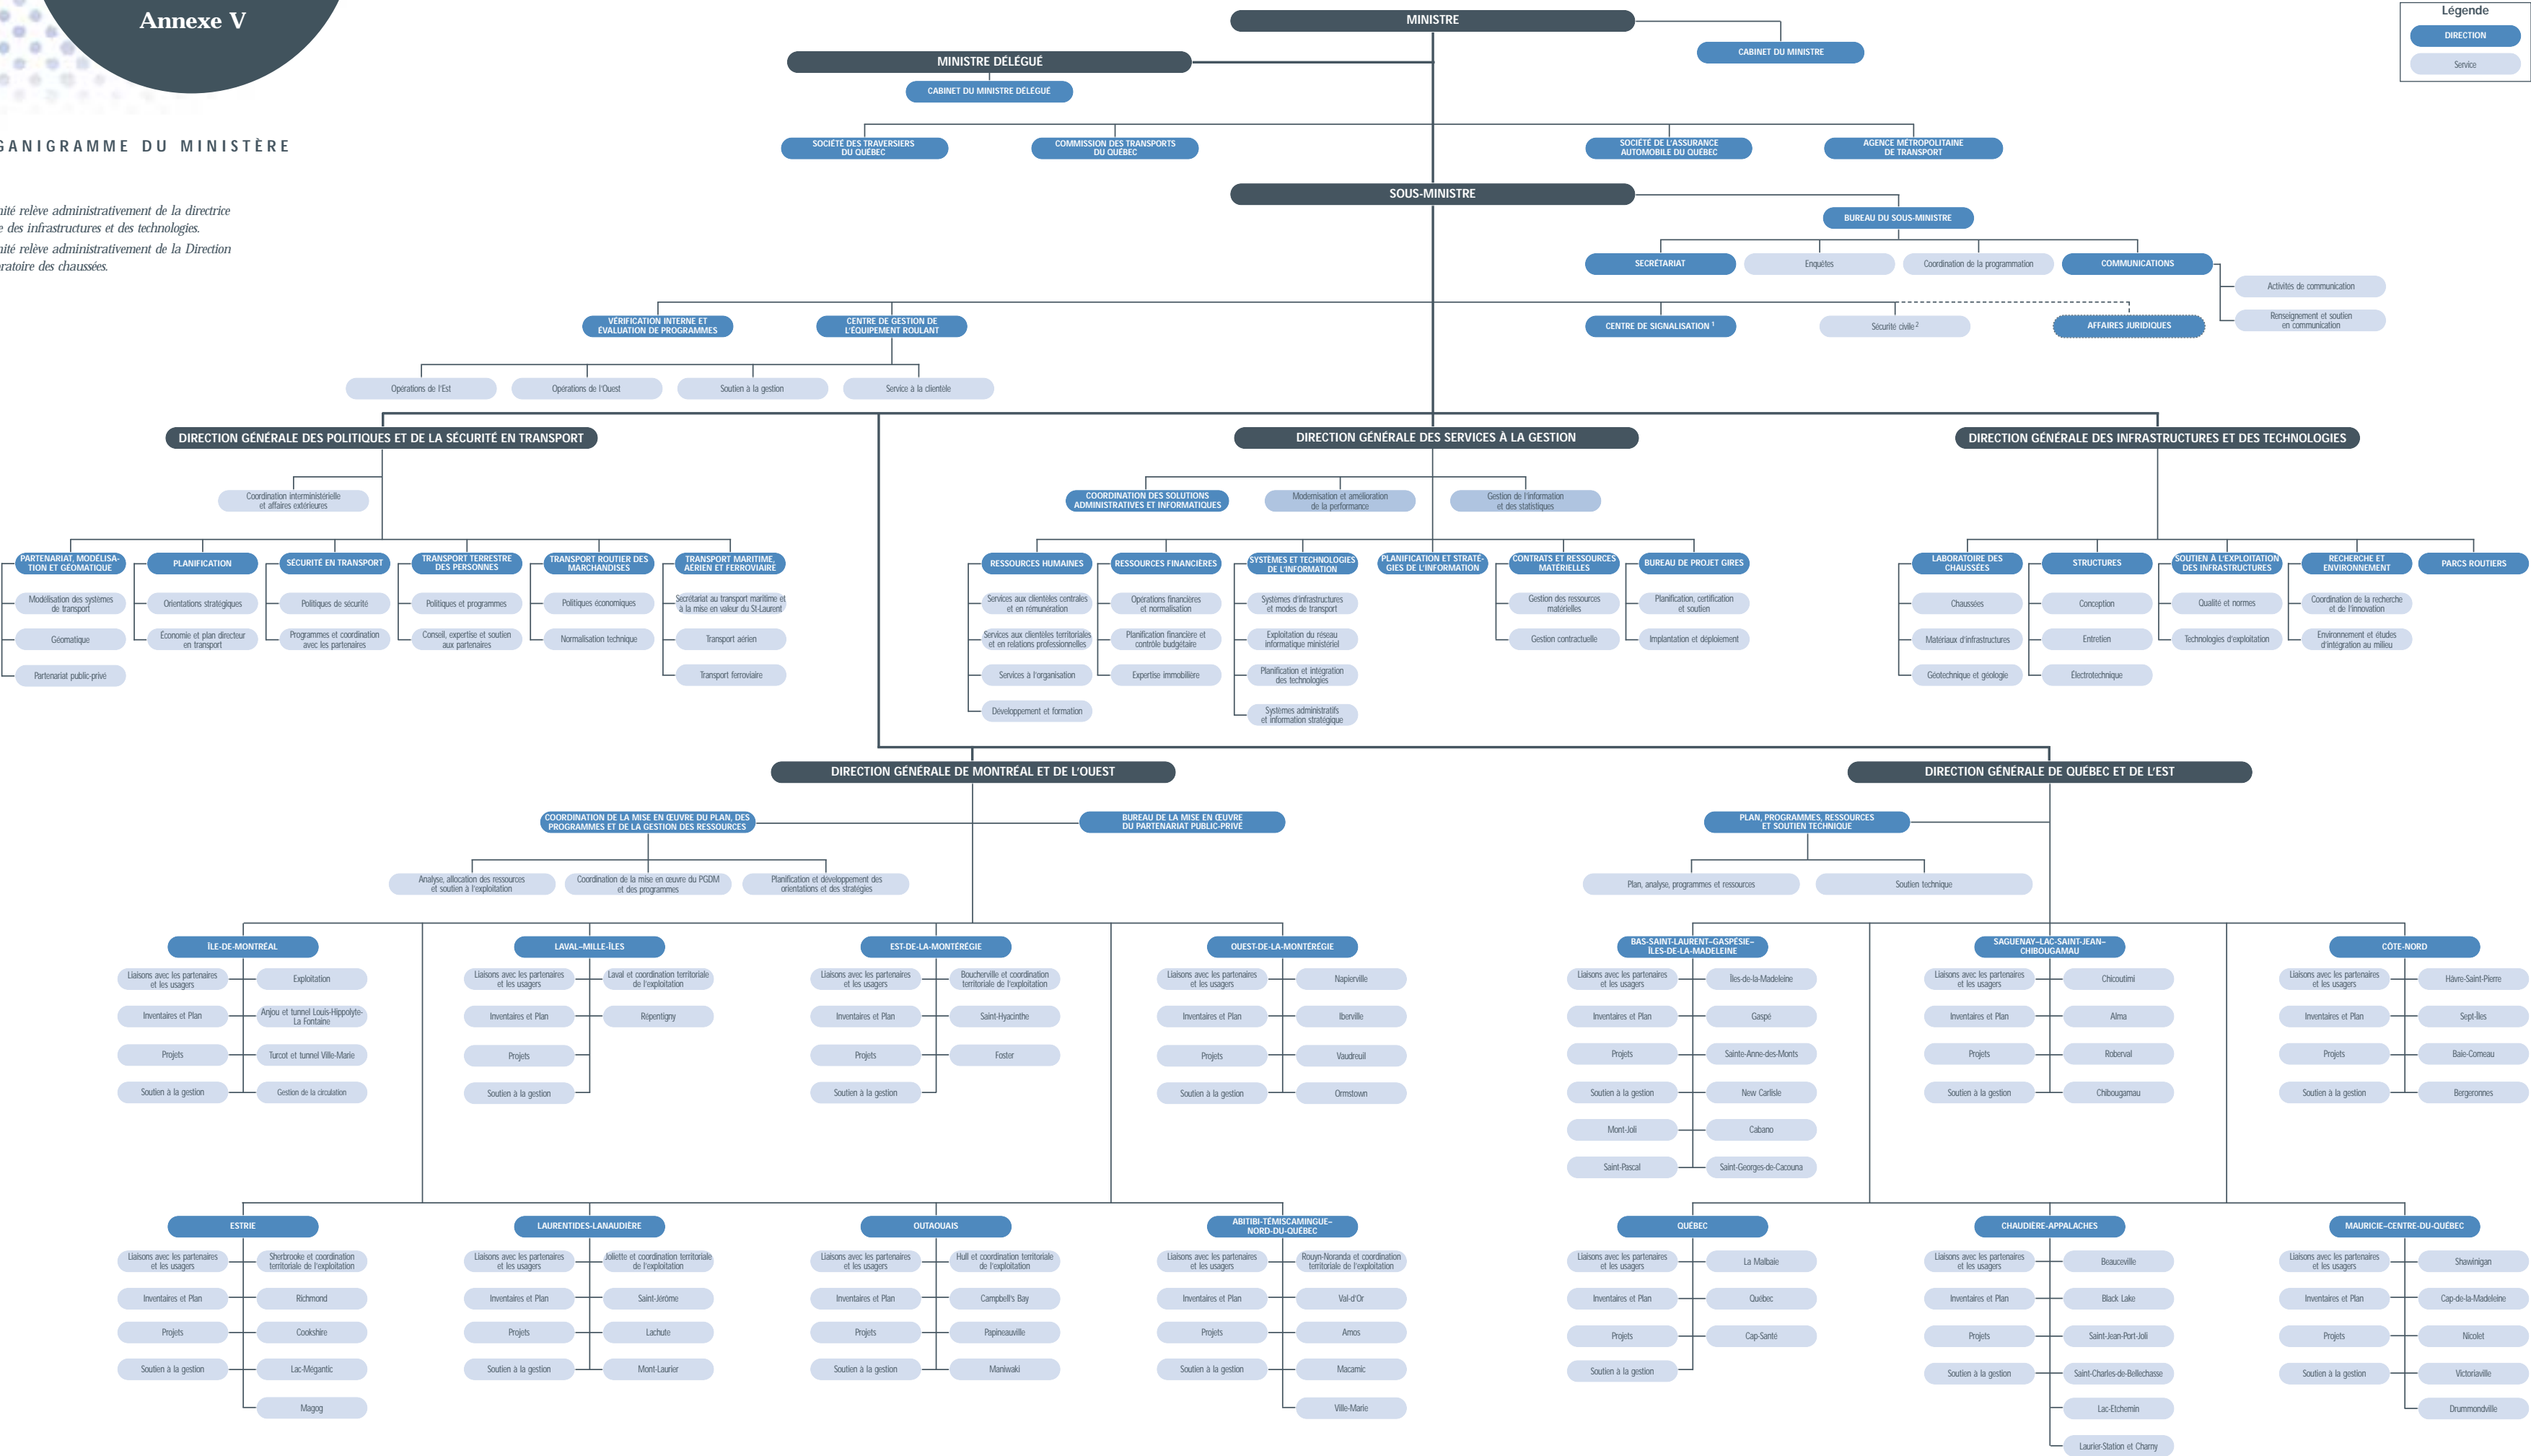 Annexe V
GANIGRAMME DU MINISTÈRE
nité relève administrativement de la directrice
e des infrastructures et des technologies.
nité relève administrativement de la Direction
oratoire des chaussées.
Légende
DIRECTION
Service
MINISTRE
CABINET DU MINISTRE
MINISTRE DÉLÉGUÉ
CABINET DU MINISTRE DÉLÉGUÉ
SOCIÉTÉ DES TRAVERSIERS
DU QUÉBEC
COMMISSION DES TRANSPORTS
DU QUÉBEC
SOCIÉTÉ DE L'ASSURANCE
AUTOMOBILE DU QUÉBEC
AGENCE MÉTROPOLITAINE
DE TRANSPORT
SOUS-MINISTRE
BUREAU DU SOUS-MINISTRE
SECRÉTARIAT
Enquêtes
Coordination de la programmation
COMMUNICATIONS
Activités de communication
Renseignement et soutien
en communication
VÉRIFICATION INTERNE ET
ÉVALUATION DE PROGRAMMES
CENTRE DE GESTION DE
L'ÉQUIPEMENT ROULANT
CENTRE DE SIGNALISATION 1
Sécurité civile 2
AFFAIRES JURIDIQUES
Opérations de l'Est
Opérations de l'Ouest
Soutien à la gestion
Service à la clientèle
DIRECTION GÉNÉRALE DES POLITIQUES ET DE LA SÉCURITÉ EN TRANSPORT
Coordination interministérielle
et affaires extérieures
PARTENARIAT, MODÉLISA-
TION ET GÉOMATIQUE
Modélisation des systèmes
de transport
Géomatique
Partenariat public-privé
PLANIFICATION
Orientations stratégiques
Économie et plan directeur
en transport
SÉCURITÉ EN TRANSPORT
Politiques de sécurité
Programmes et coordination
avec les partenaires
TRANSPORT TERRESTRE
DES PERSONNES
Politiques et programmes
Conseil, expertise et soutien
aux partenaires
TRANSPORT ROUTIER DES
MARCHANDISES
Politiques économiques
Normalisation technique
TRANSPORT MARITIME,
AÉRIEN ET FERROVIAIRE
Secrétariat au transport maritime et
à la mise en valeur du St-Laurent
Transport aérien
Transport ferroviaire
DIRECTION GÉNÉRALE DES SERVICES À LA GESTION
COORDINATION DES SOLUTIONS
ADMINISTRATIVES ET INFORMATIQUES
Modernisation et amélioration
de la performance
Gestion de l'information
et des statistiques
RESSOURCES HUMAINES
Services aux clientèles centrales
et en rémunération
Services aux clientèles territoriales
et en relations professionnelles
Services à l'organisation
Développement et formation
RESSOURCES FINANCIÈRES
Opérations financières
et normalisation
Planification financière et
contrôle budgétaire
Expertise immobilière
SYSTÈMES ET TECHNOLOGIES
DE L'INFORMATION
Systèmes d'infrastructures
et modes de transport
Exploitation du réseau
informatique ministériel
Planification et intégration
des technologies
Systèmes administratifs
et information stratégique
PLANIFICATION ET STRATÉ-
GIES DE L'INFORMATION
CONTRATS ET RESSOURCES
MATÉRIELLES
Gestion des ressources
matérielles
Gestion contractuelle
BUREAU DE PROJET GIRES
Planification, certification
et soutien
Implantation et déploiement
DIRECTION GÉNÉRALE DES INFRASTRUCTURES ET DES TECHNOLOGIES
LABORATOIRE DES
CHAUSSÉES
Chaussées
Matériaux d'infrastructures
Géotechnique et géologie
STRUCTURES
Conception
Entretien
Électrotechnique
SOUTIEN À L'EXPLOITATION
DES INFRASTRUCTURES
Qualité et normes
Technologies d'exploitation
RECHERCHE ET
ENVIRONNEMENT
Coordination de la recherche
et de l'innovation
Environnement et études
d'intégration au milieu
PARCS ROUTIERS
DIRECTION GÉNÉRALE DE MONTRÉAL ET DE L'OUEST
COORDINATION DE LA MISE EN ŒUVRE DU PLAN, DES
PROGRAMMES ET DE LA GESTION DES RESSOURCES
BUREAU DE LA MISE EN ŒUVRE
DU PARTENARIAT PUBLIC-PRIVÉ
Analyse, allocation des ressources
et soutien à l'exploitation
Coordination de la mise en œuvre du PGDM
et des programmes
Planification et développement des
orientations et des stratégies
ÎLE-DE-MONTRÉAL
Liaisons avec les partenaires
et les usagers
Exploitation
Inventaires et Plan
Anjou et tunnel Louis-Hippolyte-
La Fontaine
Projets
Turcot et tunnel Ville-Marie
Soutien à la gestion
Gestion de la circulation
LAVAL–MILLE-ÎLES
Liaisons avec les partenaires
et les usagers
Laval et coordination territoriale
de l'exploitation
Inventaires et Plan
Répentigny
Projets
Soutien à la gestion
EST-DE-LA-MONTÉRÉGIE
Liaisons avec les partenaires
et les usagers
Boucherville et coordination
territoriale de l'exploitation
Inventaires et Plan
Saint-Hyacinthe
Projets
Foster
Soutien à la gestion
OUEST-DE-LA-MONTÉRÉGIE
Liaisons avec les partenaires
et les usagers
Napierville
Inventaires et Plan
Iberville
Projets
Vaudreuil
Soutien à la gestion
Ormstown
ESTRIE
Liaisons avec les partenaires
et les usagers
Sherbrooke et coordination
territoriale de l'exploitation
Inventaires et Plan
Richmond
Projets
Cookshire
Soutien à la gestion
Lac-Mégantic
Magog
LAURENTIDES-LANAUDIÈRE
Liaisons avec les partenaires
et les usagers
Joliette et coordination territoriale
de l'exploitation
Inventaires et Plan
Saint-Jérôme
Projets
Lachute
Soutien à la gestion
Mont-Laurier
OUTAOUAIS
Liaisons avec les partenaires
et les usagers
Hull et coordination territoriale
de l'exploitation
Inventaires et Plan
Campbell's Bay
Projets
Papineauville
Soutien à la gestion
Maniwaki
ABITIBI-TÉMISCAMINGUE–
NORD-DU-QUÉBEC
Liaisons avec les partenaires
et les usagers
Rouyn-Noranda et coordination
territoriale de l'exploitation
Inventaires et Plan
Val-d'Or
Projets
Amos
Soutien à la gestion
Macamic
Ville-Marie
DIRECTION GÉNÉRALE DE QUÉBEC ET DE L'EST
PLAN, PROGRAMMES, RESSOURCES
ET SOUTIEN TECHNIQUE
Plan, analyse, programmes et ressources
Soutien technique
BAS-SAINT-LAURENT–GASPÉSIE–
ÎLES-DE-LA-MADELEINE
Liaisons avec les partenaires
et les usagers
Îles-de-la-Madeleine
Inventaires et Plan
Gaspé
Projets
Sainte-Anne-des-Monts
Soutien à la gestion
New Carlisle
Mont-Joli
Cabano
Saint-Pascal
Saint-Georges-de-Cacouna
SAGUENAY–LAC-SAINT-JEAN–
CHIBOUGAMAU
Liaisons avec les partenaires
et les usagers
Chicoutimi
Inventaires et Plan
Alma
Projets
Roberval
Soutien à la gestion
Chibougamau
CÔTE-NORD
Liaisons avec les partenaires
et les usagers
Hâvre-Saint-Pierre
Inventaires et Plan
Sept-Îles
Projets
Baie-Comeau
Soutien à la gestion
Bergeronnes
QUÉBEC
Liaisons avec les partenaires
et les usagers
La Malbaie
Inventaires et Plan
Québec
Projets
Cap-Santé
Soutien à la gestion
CHAUDIÈRE-APPALACHES
Liaisons avec les partenaires
et les usagers
Beauceville
Inventaires et Plan
Black Lake
Projets
Saint-Jean-Port-Joli
Soutien à la gestion
Saint-Charles-de-Bellechasse
Lac-Etchemin
Laurier-Station et Charny
MAURICIE–CENTRE-DU-QUÉBEC
Liaisons avec les partenaires
et les usagers
Shawinigan
Inventaires et Plan
Cap-de-la-Madeleine
Projets
Nicolet
Soutien à la gestion
Victoriaville
Drummondville